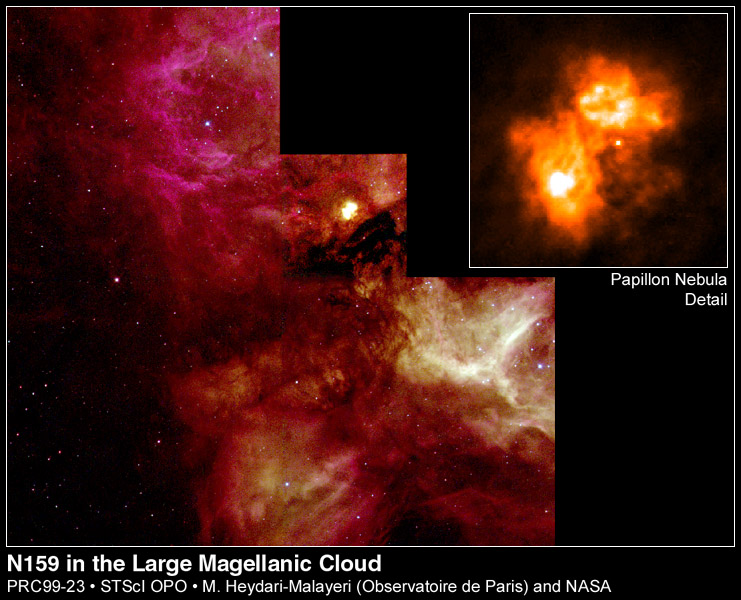 Papillon Nebula
Detail
N159 in the Large Magellanic Cloud
PRC99-23 • STScI OPO • M. Heydari-Malayeri (Observatoire de Paris) and NASA